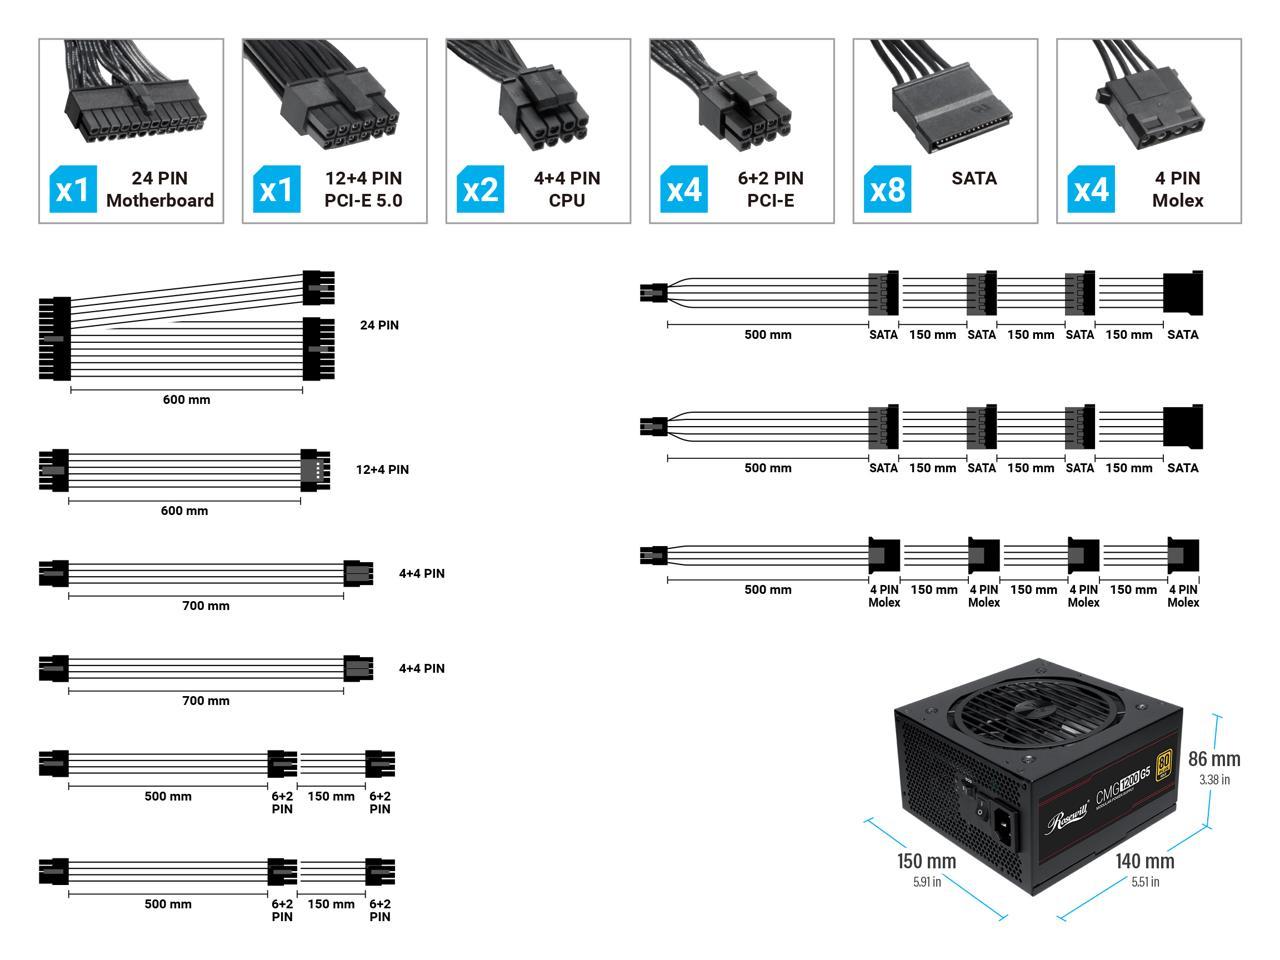 x1
24 PIN
Motherboard
x1
12+4 PIN
PCI-E 5.0
x2
4+4 PIN
CPU
x4
6+2 PIN
PCI-E
x8
SATA
x4
4 PIN
Molex
24 PIN
600 mm
12+4 PIN
600 mm
4+4 PIN
700 mm
4+4 PIN
700 mm
500 mm
6+2
PIN
150 mm
6+2
PIN
500 mm
6+2
PIN
150 mm
6+2
PIN
500 mm
SATA
150 mm
SATA
150 mm
SATA
150 mm
SATA
500 mm
SATA
150 mm
SATA
150 mm
SATA
150 mm
SATA
500 mm
4 PIN
Molex
150 mm
4 PIN
Molex
150 mm
4 PIN
Molex
150 mm
4 PIN
Molex
Rosewill
CMG 1200 G5
80
86 mm
3.38 in
150 mm
5.91 in
140 mm
5.51 in